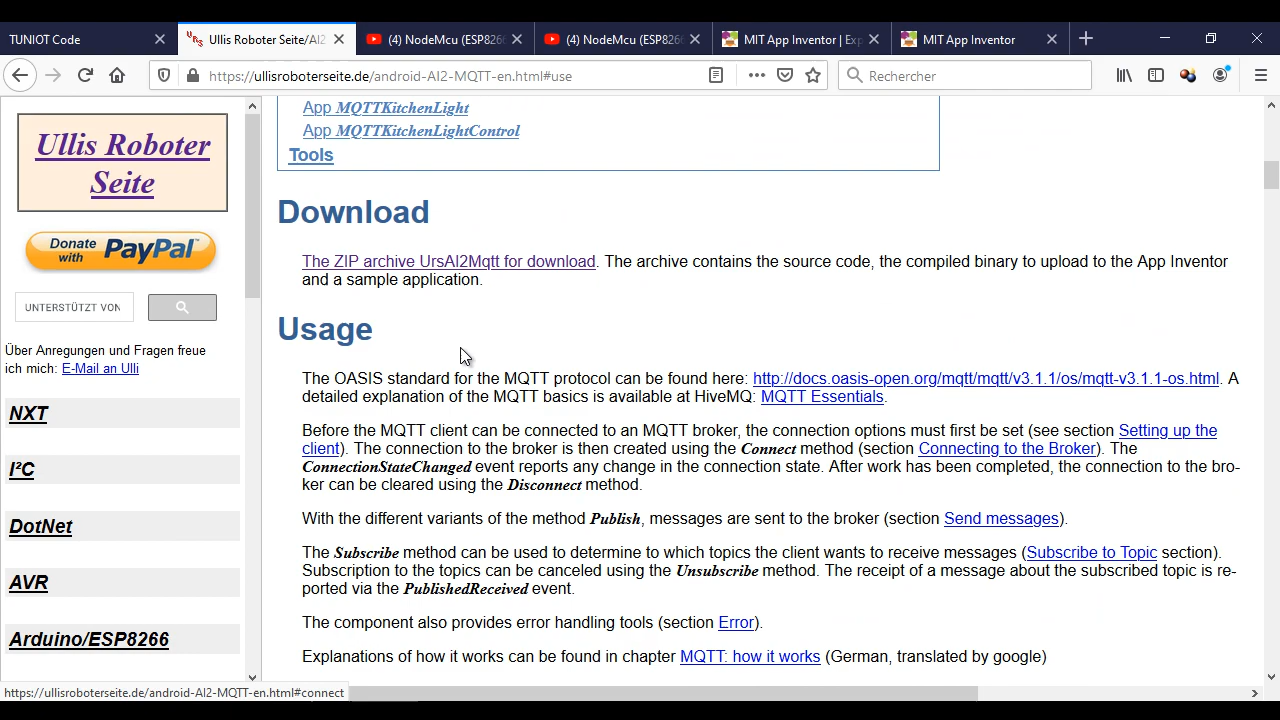 TUNIOT Code
Ullis Roboter Seite/AI2
(4) NodeMcu (ESP826
(4) NodeMcu (ESP826
MIT App Inventor | Exp
MIT App Inventor
https://ullisroboterseite.de/android-AI2-MQTT-en.html#use
Rechercher
Ullis Roboter
Seite
Donate
with PayPal™
UNTERSTÜTZT VON
Über Anregungen und Fragen freue
ich mich: E-Mail an Ulli
NXT
I²C
DotNet
AVR
Arduino/ESP8266
App MQTTKitchenLight
App MQTTKitchenLightControl
Tools
Download
The ZIP archive UrsAI2Mqtt for download. The archive contains the source code, the compiled binary to upload to the App Inventor
and a sample application.
Usage
The OASIS standard for the MQTT protocol can be found here: http://docs.oasis-open.org/mqtt/mqtt/v3.1.1/os/mqtt-v3.1.1-os.html. A
detailed explanation of the MQTT basics is available at HiveMQ: MQTT Essentials.
Before the MQTT client can be connected to an MQTT broker, the connection options must first be set (see section Setting up the
client). The connection to the broker is then created using the Connect method (section Connecting to the Broker). The
ConnectionStateChanged event reports any change in the connection state. After work has been completed, the connection to the bro-
ker can be cleared using the Disconnect method.
With the different variants of the method Publish, messages are sent to the broker (section Send messages).
The Subscribe method can be used to determine to which topics the client wants to receive messages (Subscribe to Topic section).
Subscription to the topics can be canceled using the Unsubscribe method. The receipt of a message about the subscribed topic is re-
ported via the PublishedReceived event.
The component also provides error handling tools (section Error).
Explanations of how it works can be found in chapter MQTT: how it works (German, translated by google)
https://ullisroboterseite.de/android-AI2-MQTT-en.html#connect